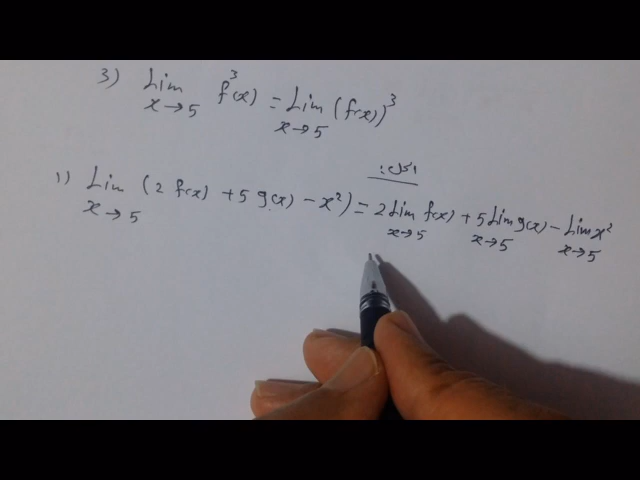 3) Lim f³(x) = Lim (f(x))³
x→5 x→5
الحل:
1) Lim (2 f(x) + 5 g(x) - x²) = 2 Lim f(x) + 5 Lim g(x) - Lim x²
x→5 x→5 x→5 x→5